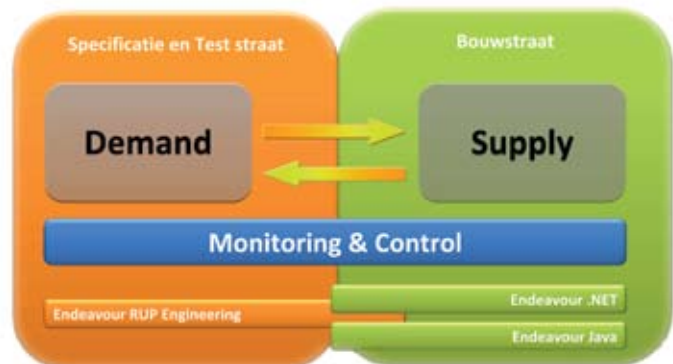 Specificatie en Test straat
Bouwstraat
Demand
Supply
Monitoring & Control
Endeavour RUP Engineering
Endeavour .NET
Endeavour Java